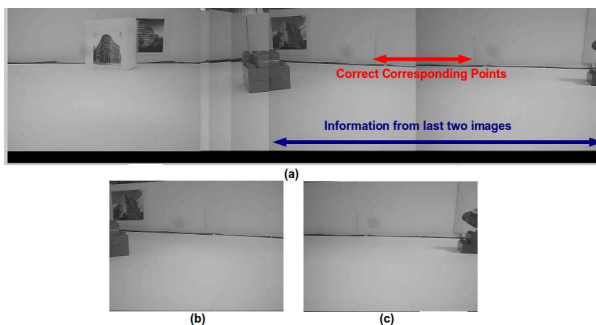 Correct Corresponding Points
Information from last two images
(a)
(b)
(c)